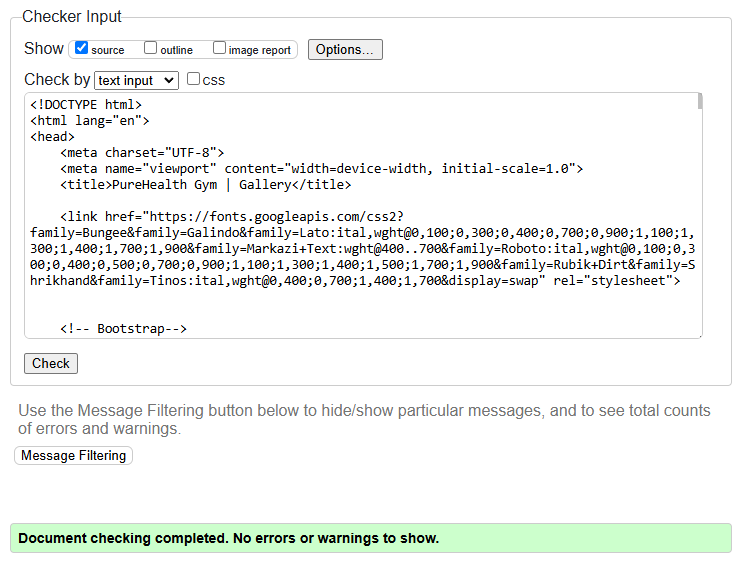 Checker Input
Show source outline image report Options...
Check by text input css
<!DOCTYPE html>
<html lang="en">
<head>
    <meta charset="UTF-8">
    <meta name="viewport" content="width=device-width, initial-scale=1.0">
    <title>PureHealth Gym | Gallery</title>
    <link href="https://fonts.googleapis.com/css2?
family=Bungee&family=Galindo&family=Lato:ital,wght@0,100;0,300;0,400;0,700;0,900;1,100;1,
300;1,400;1,700;1,900&family=Markazi+Text:wght@400..700&family=Roboto:ital,wght@0,100;0,3
00;0,400;0,500;0,700;0,900;1,100;1,300;1,400;1,500;1,700;1,900&family=Rubik+Dirt&family=S
hrikhand&family=Tinos:ital,wght@0,400;0,700;1,400;1,700&display=swap" rel="stylesheet">
    <!-- Bootstrap-->
Check
Use the Message Filtering button below to hide/show particular messages, and to see total counts
of errors and warnings.
Message Filtering
Document checking completed. No errors or warnings to show.